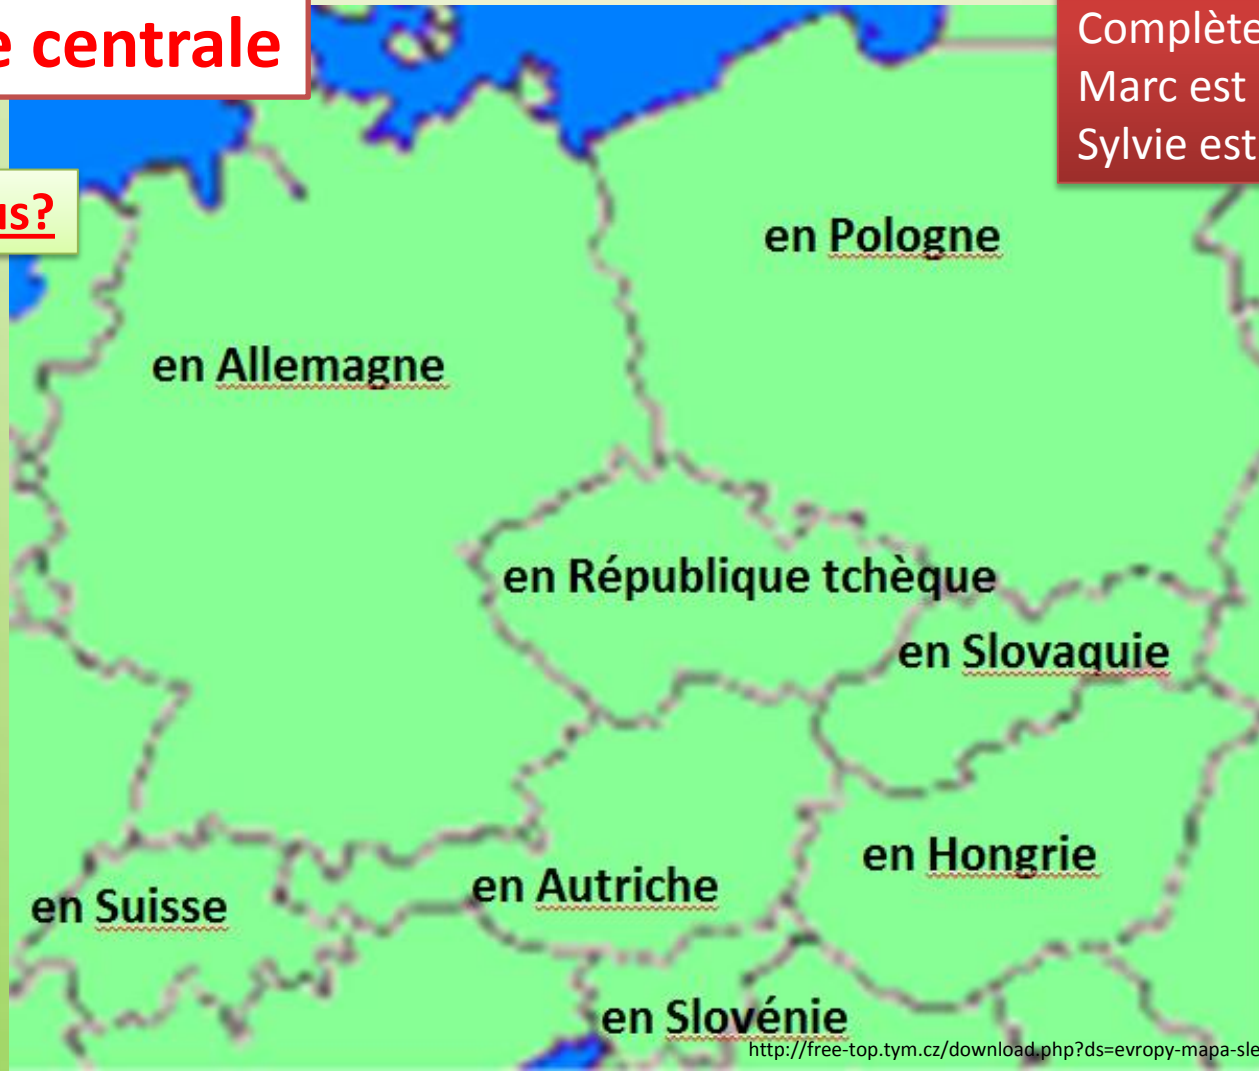 e centrale
Complète
Marc est
Sylvie est
us?
en Pologne
en Allemagne
en République tchèque
en Slovaquie
en Hongrie
en Autriche
en Suisse
en Slovénie
http://free-top.tym.cz/download.php?ds=evropy-mapa-sle